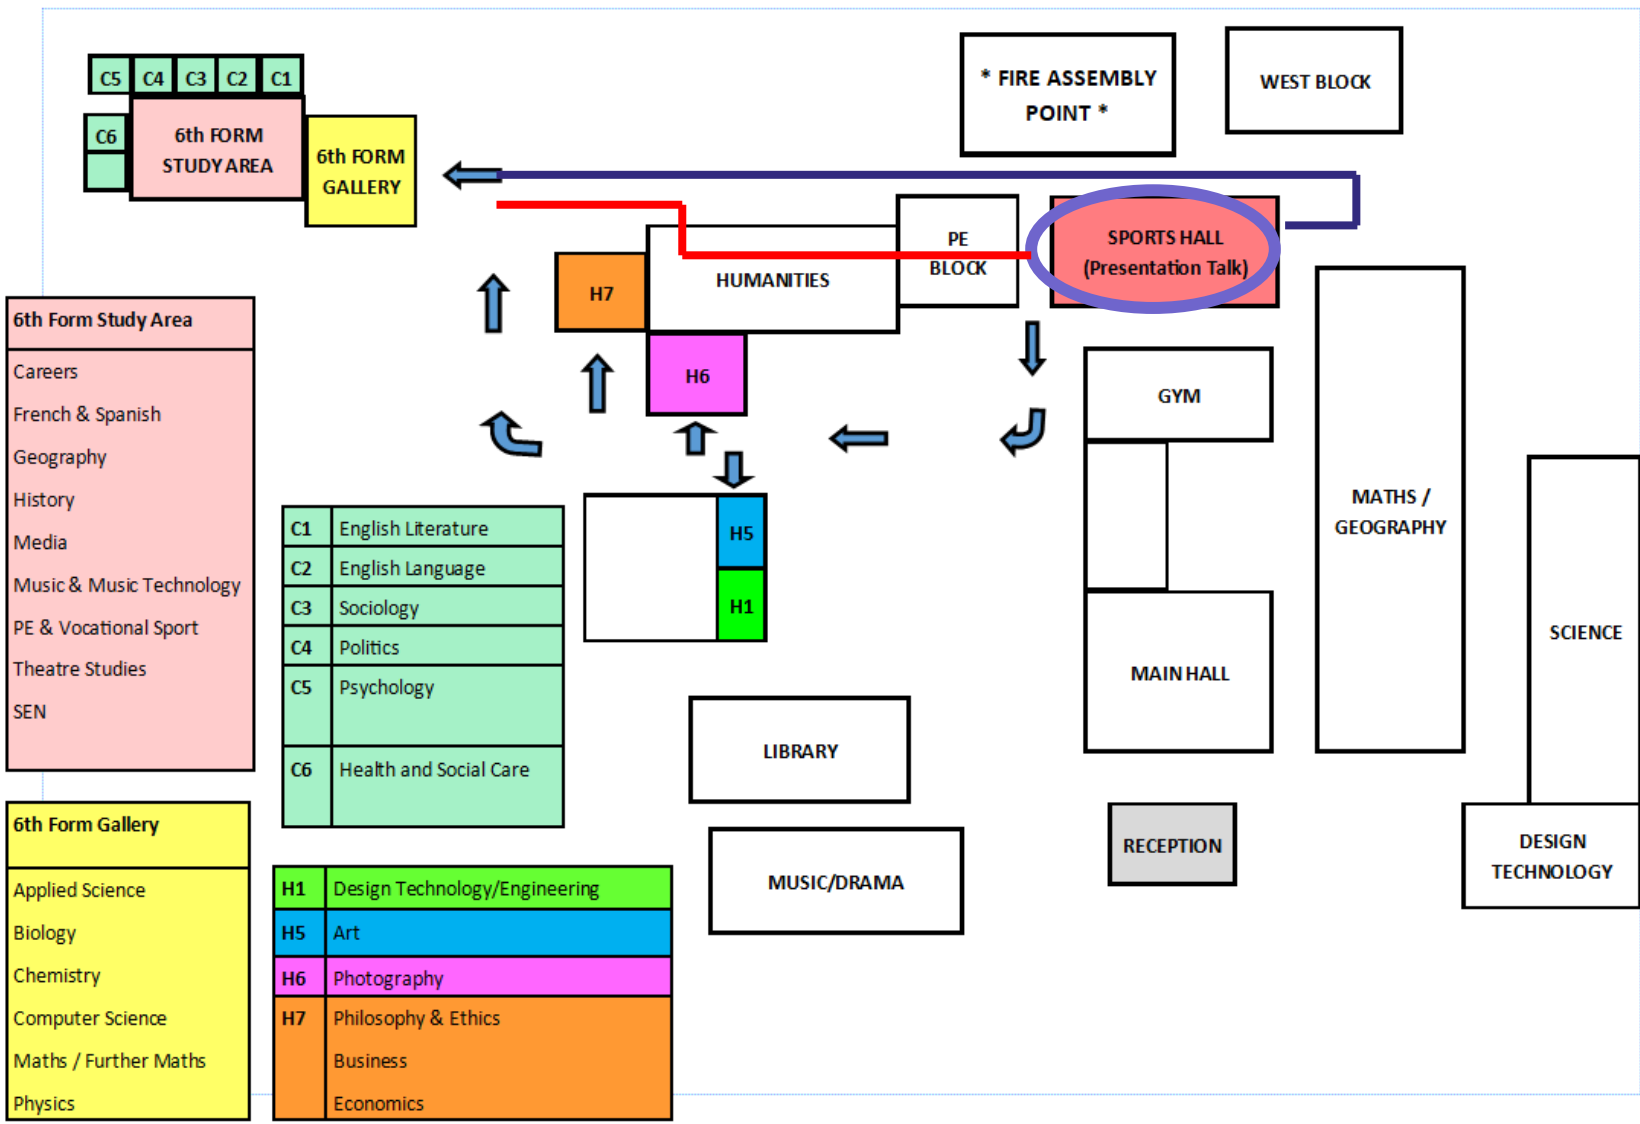 * FIRE ASSEMBLY
POINT *
WEST BLOCK
C5 C4 C3 C2 C1
C6
6th FORM
STUDY AREA
6th FORM
GALLERY
PE
BLOCK
SPORTS HALL
(Presentation Talk)
HUMANITIES
H7
H6
GYM
H5
H1
MATHS /
GEOGRAPHY
SCIENCE
MAIN HALL
LIBRARY
MUSIC/DRAMA
RECEPTION
DESIGN
TECHNOLOGY
6th Form Study Area
Careers
French & Spanish
Geography
History
Media
Music & Music Technology
PE & Vocational Sport
Theatre Studies
SEN
C1 English Literature
C2 English Language
C3 Sociology
C4 Politics
C5 Psychology
C6 Health and Social Care
6th Form Gallery
Applied Science
Biology
Chemistry
Computer Science
Maths / Further Maths
Physics
H1 Design Technology/Engineering
H5 Art
H6 Photography
H7 Philosophy & Ethics
Business
Economics